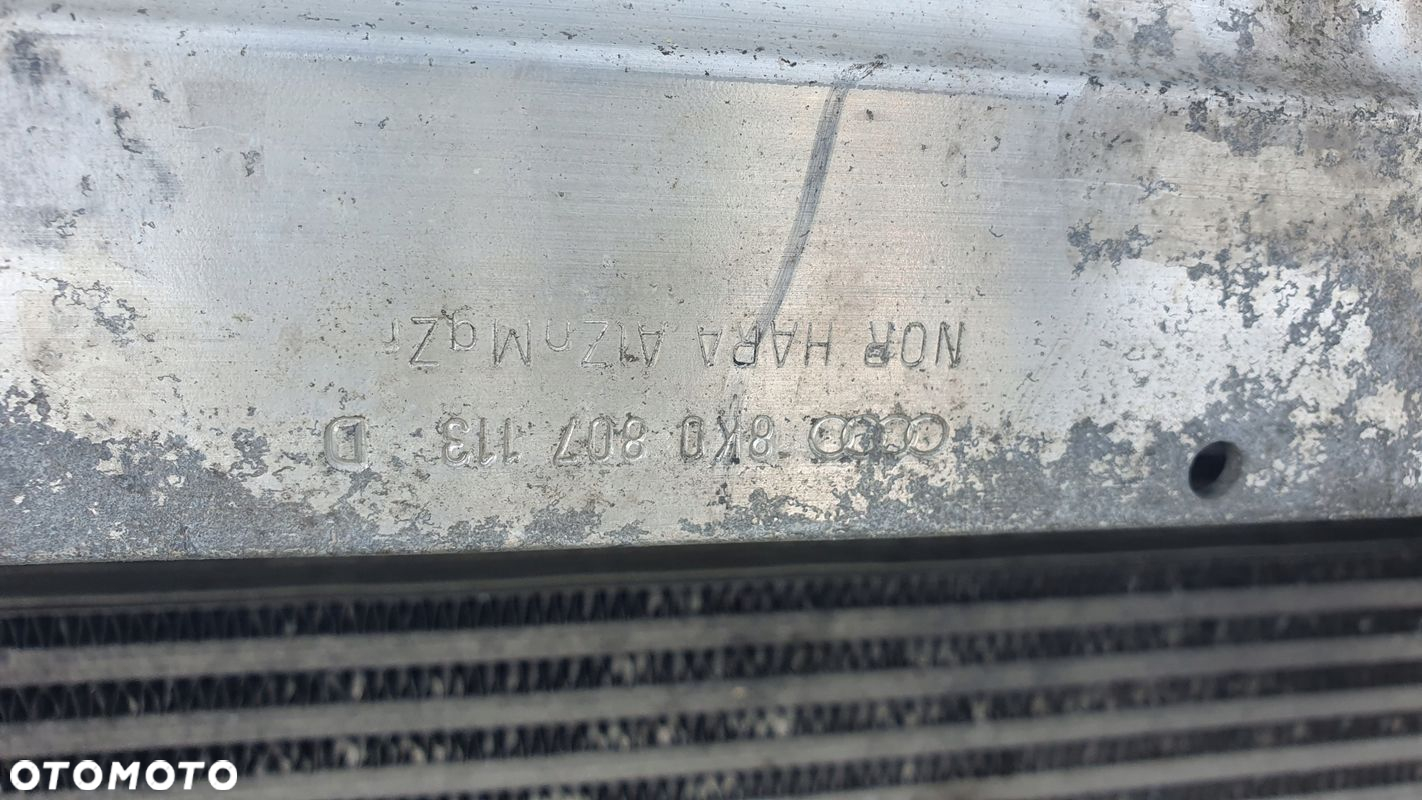 8K0 807 113 D
NOR HARA AlZnMgZr
OTOMOTO